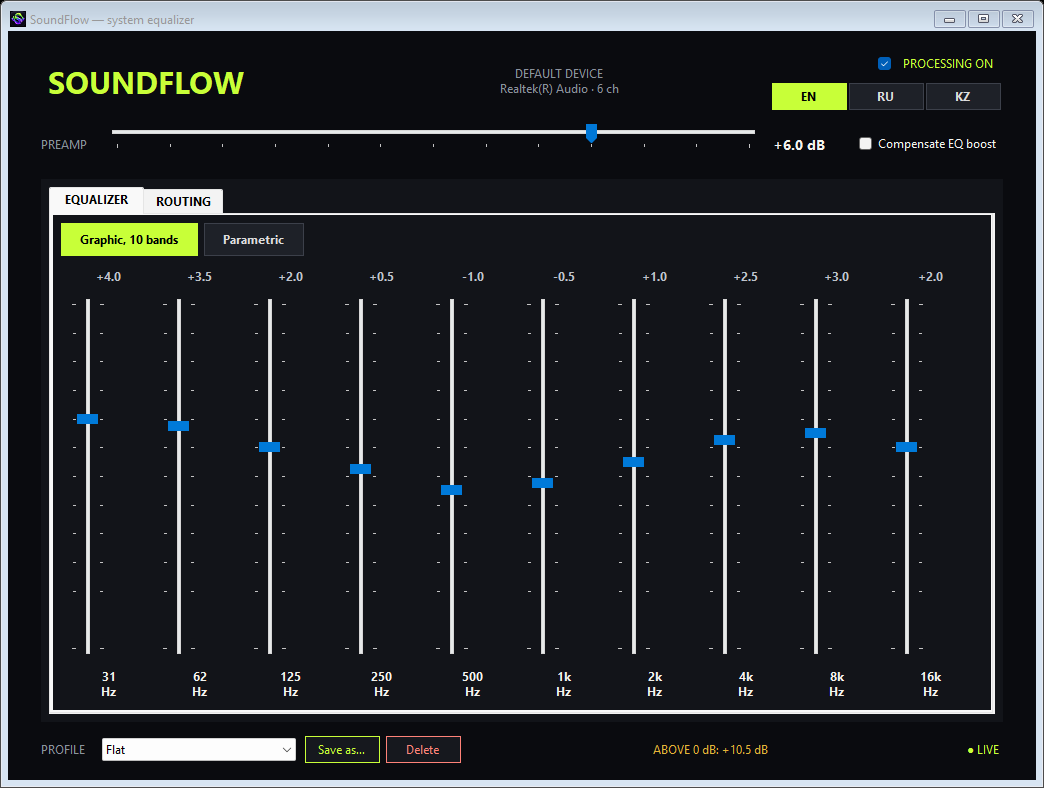 SoundFlow — system equalizer
SOUNDFLOW
DEFAULT DEVICE
Realtek(R) Audio · 6 ch
PROCESSING ON
EN RU KZ
PREAMP
+6.0 dB
Compensate EQ boost
EQUALIZER ROUTING
Graphic, 10 bands Parametric
+4.0 +3.5 +2.0 +0.5 -1.0 -0.5 +1.0 +2.5 +3.0 +2.0
31 62 125 250 500 1k 2k 4k 8k 16k
Hz Hz Hz Hz Hz Hz Hz Hz Hz Hz
PROFILE Flat Save as... Delete ABOVE 0 dB: +10.5 dB ● LIVE